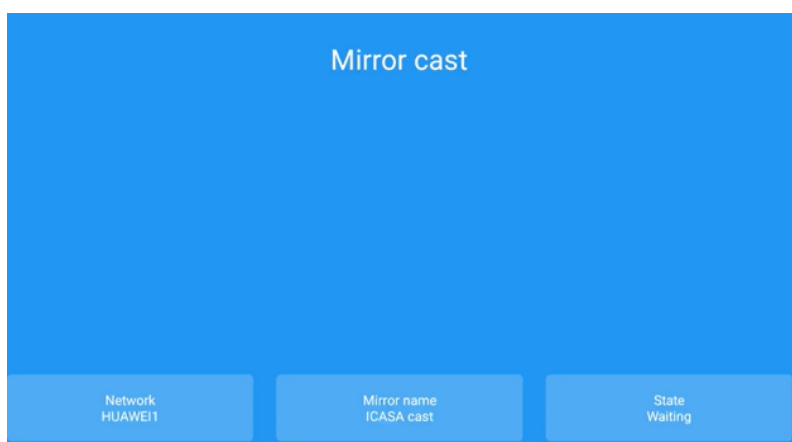 Mirror cast
Network
HUAWEI1
Mirror name
ICASA cast
State
Waiting